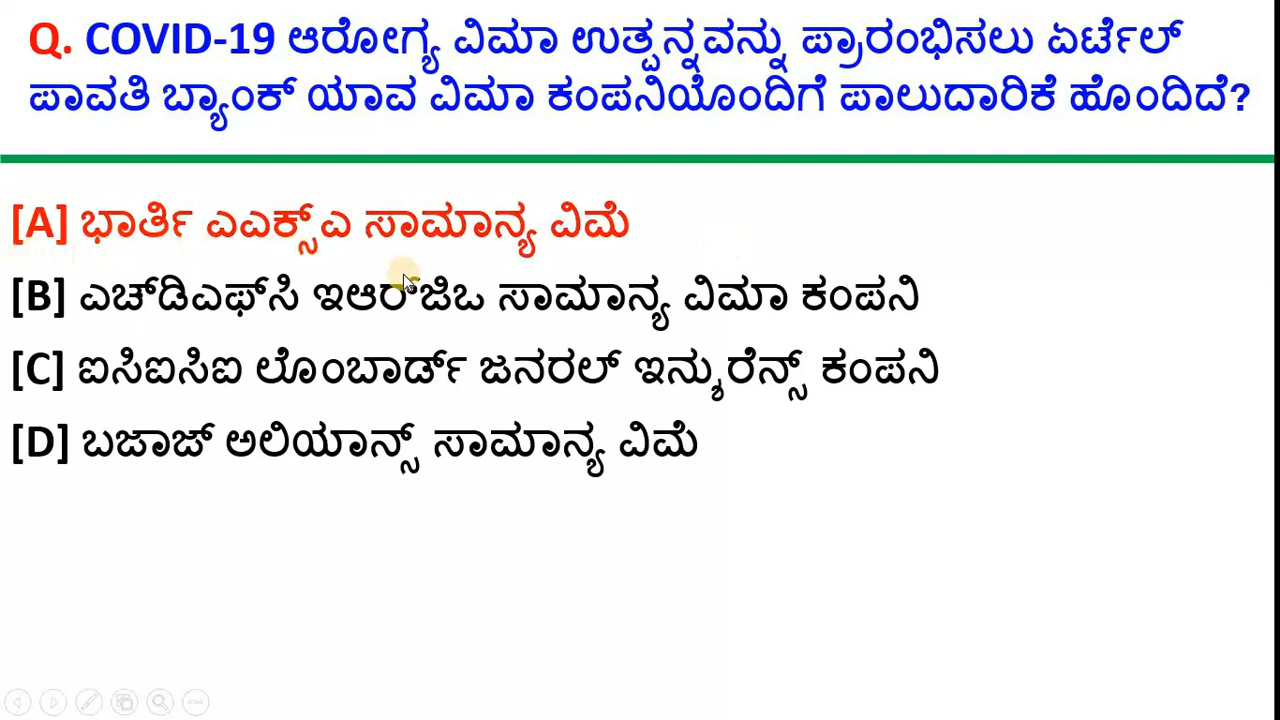 Q. COVID-19 ಆರೋಗ್ಯ ವಿಮಾ ಉತ್ಪನ್ನವನ್ನು ಪ್ರಾರಂಭಿಸಲು ಏರ್ಟೆಲ್
ಪಾವತಿ ಬ್ಯಾಂಕ್ ಯಾವ ವಿಮಾ ಕಂಪನಿಯೊಂದಿಗೆ ಪಾಲುದಾರಿಕೆ ಹೊಂದಿದೆ?
[A] ಭಾರ್ತಿ ಎಎಕ್ಸ್‌ಎ ಸಾಮಾನ್ಯ ವಿಮೆ
[B] ಎಚ್‌ಡಿಎಫ್‌ಸಿ ಇಆರ್‌ಜಿಒ ಸಾಮಾನ್ಯ ವಿಮಾ ಕಂಪನಿ
[C] ಐಸಿಐಸಿಐ ಲೊಂಬಾರ್ಡ್ ಜನರಲ್ ಇನ್ಶುರೆನ್ಸ್ ಕಂಪನಿ
[D] ಬಜಾಜ್ ಅಲಿಯಾನ್ಸ್ ಸಾಮಾನ್ಯ ವಿಮೆ